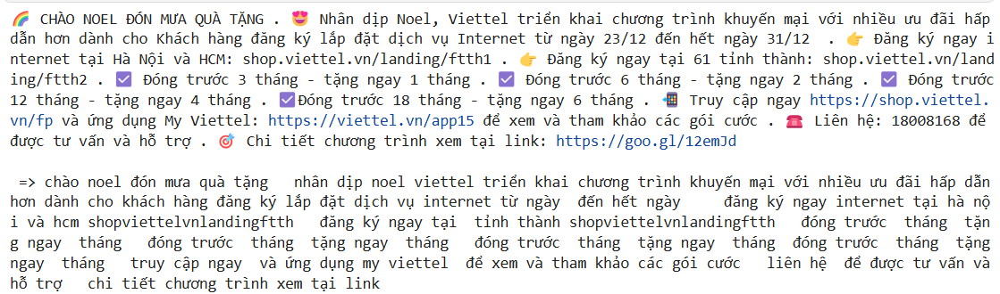 🌈 CHÀO NOEL ĐÓN MƯA QUÀ TẶNG . 😍 Nhân dịp Noel, Viettel triển khai chương trình khuyến mại với nhiều ưu đãi hấp
dẫn hơn dành cho Khách hàng đăng ký lắp đặt dịch vụ Internet từ ngày 23/12 đến hết ngày 31/12  . 👉 Đăng ký ngay i
nternet tại Hà Nội và HCM: shop.viettel.vn/landing/ftth1 . 👉 Đăng ký ngay tại 61 tỉnh thành: shop.viettel.vn/land
ing/ftth2 . ☑ Đóng trước 3 tháng - tặng ngay 1 tháng . ☑ Đóng trước 6 tháng - tặng ngay 2 tháng . ☑ Đóng trước
12 tháng - tặng ngay 4 tháng . ☑Đóng trước 18 tháng - tặng ngay 6 tháng . 📲 Truy cập ngay https://shop.viettel.
vn/fp và ứng dụng My Viettel: https://viettel.vn/app15 để xem và tham khảo các gói cước . ☎ Liên hệ: 18008168 để
được tư vấn và hỗ trợ . 🎯 Chi tiết chương trình xem tại link: https://goo.gl/12emJd
=> chào noel đón mưa quà tặng   nhân dịp noel viettel triển khai chương trình khuyến mại với nhiều ưu đãi hấp dẫn
hơn dành cho khách hàng đăng ký lắp đặt dịch vụ internet từ ngày  đến hết ngày     đăng ký ngay internet tại hà nộ
i và hcm shopviettelvnlandingftth   đăng ký ngay tại  tỉnh thành shopviettelvnlandingftth   đóng trước  tháng  tặn
g ngay  tháng   đóng trước  tháng  tặng ngay  tháng   đóng trước  tháng  tặng ngay  tháng  đóng trước  tháng  tặng
ngay  tháng   truy cập ngay  và ứng dụng my viettel  để xem và tham khảo các gói cước   liên hệ  để được tư vấn và
hỗ trợ   chi tiết chương trình xem tại link